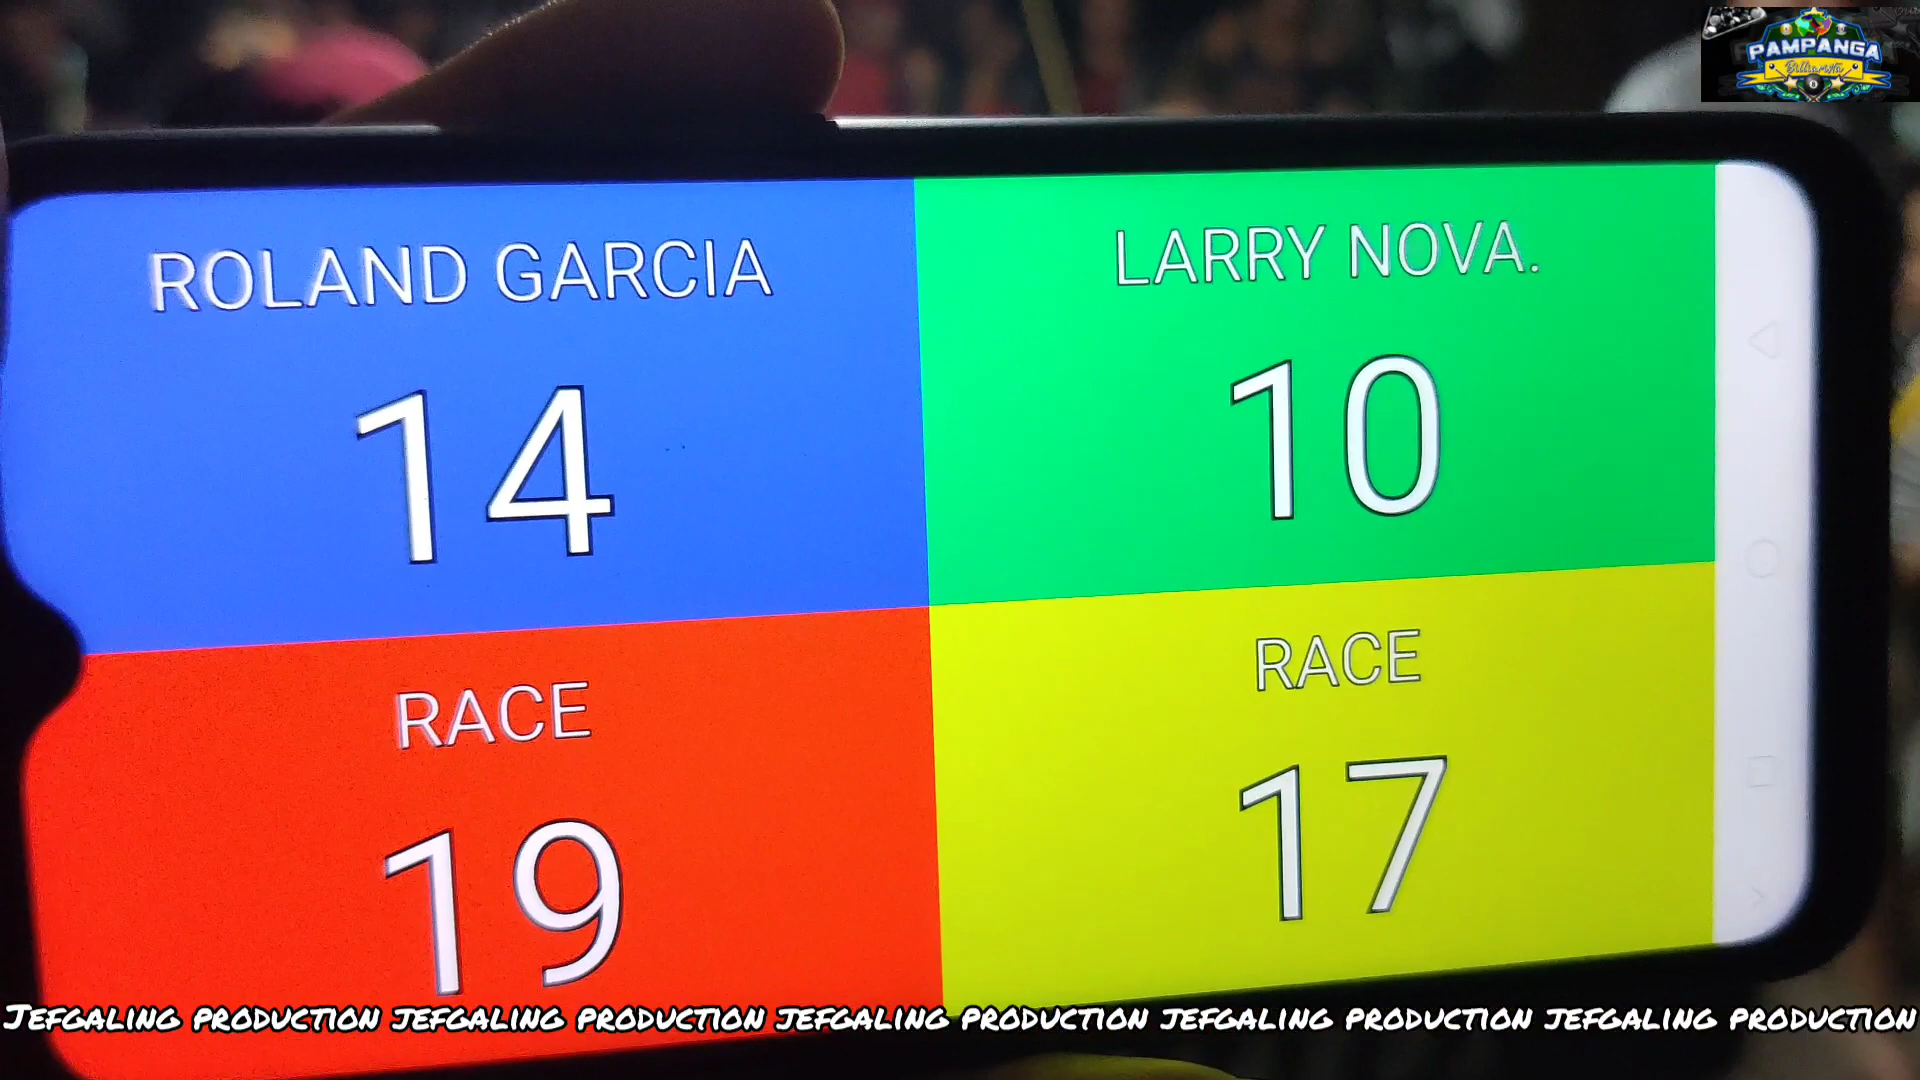 PAMPANGA
Billiards
ROLAND GARCIA
LARRY NOVA.
14
10
RACE
RACE
19
17
JEFGALING PRODUCTION JEFGALING PRODUCTION JEFGALING PRODUCTION JEFGALING PRODUCTION JEFGALING PRODUCTION